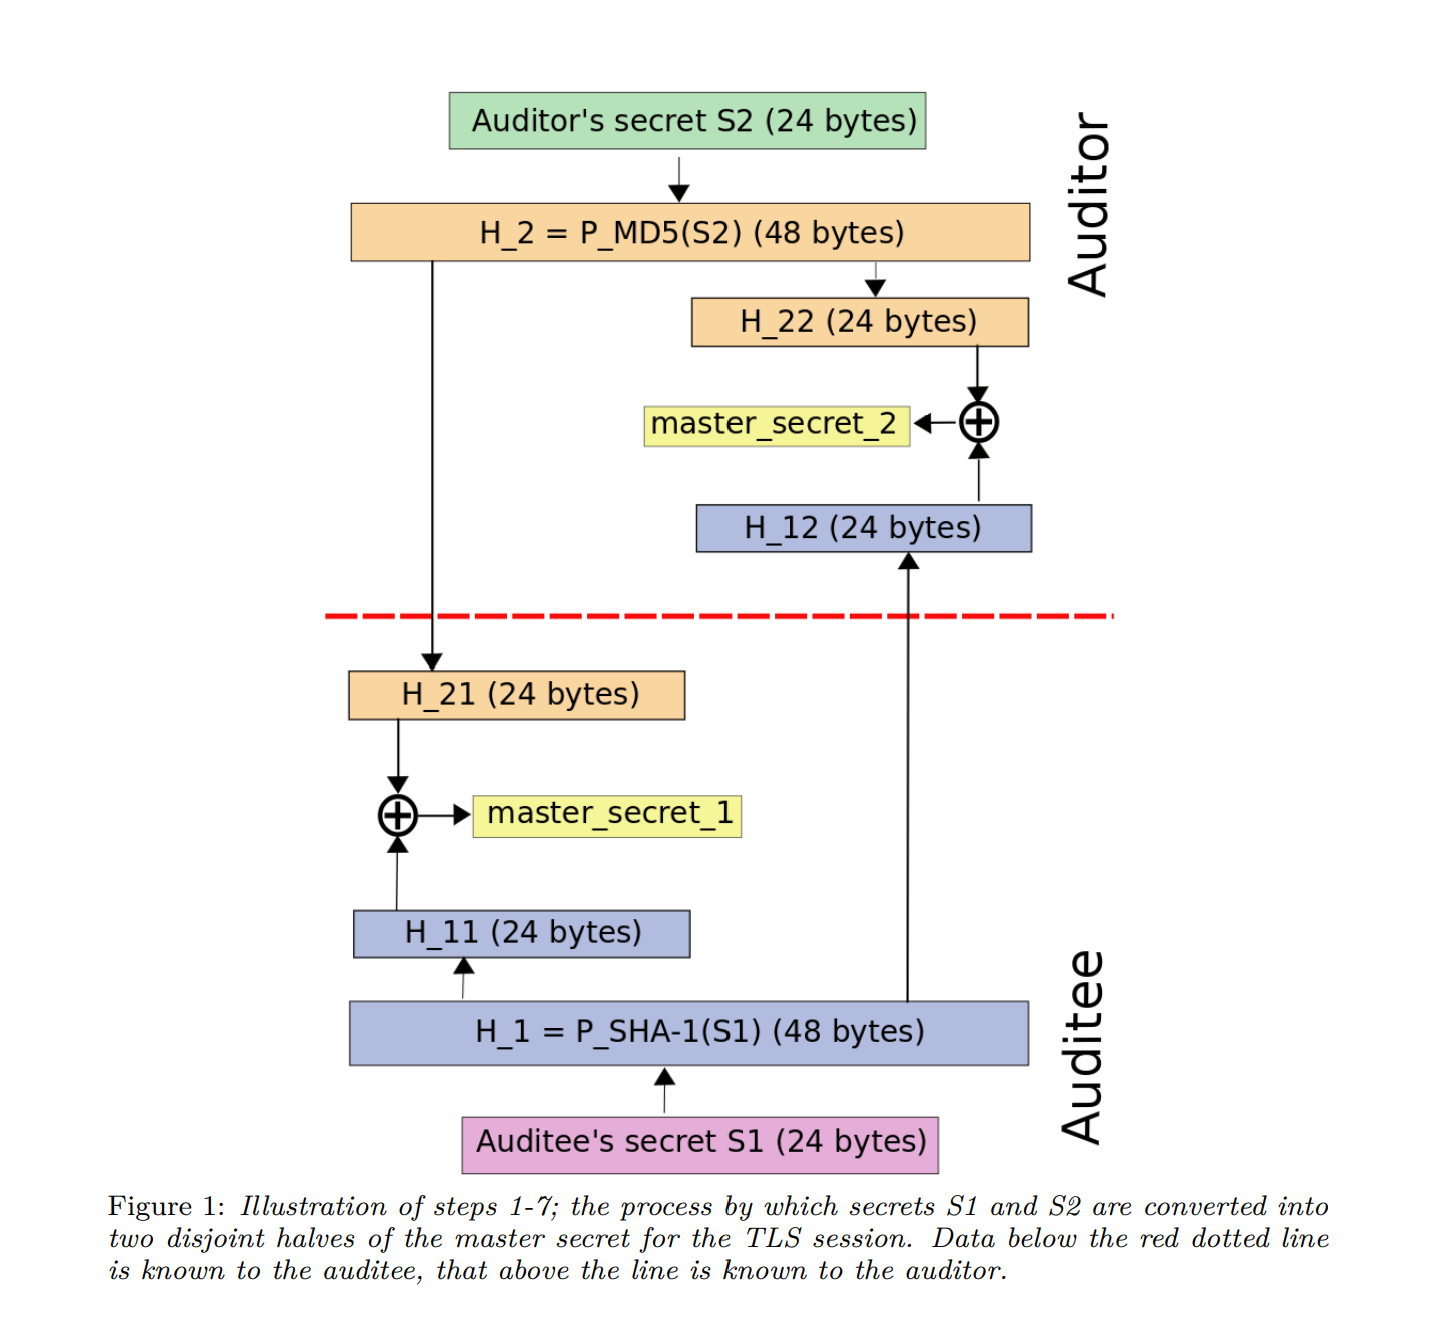 Auditor's secret S2 (24 bytes)
Auditor
H_2 = P_MD5(S2) (48 bytes)
H_22 (24 bytes)
master_secret_2
H_12 (24 bytes)
H_21 (24 bytes)
master_secret_1
H_11 (24 bytes)
Auditee
H_1 = P_SHA-1(S1) (48 bytes)
Auditee's secret S1 (24 bytes)
Figure 1: Illustration of steps 1-7; the process by which secrets S1 and S2 are converted into
two disjoint halves of the master secret for the TLS session. Data below the red dotted line
is known to the auditee, that above the line is known to the auditor.